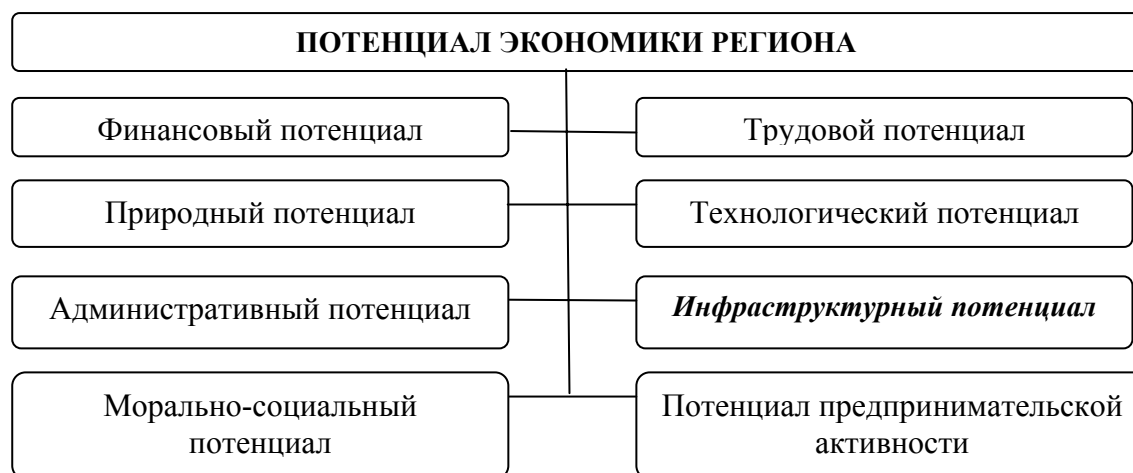 ПОТЕНЦИАЛ ЭКОНОМИКИ РЕГИОНА
Финансовый потенциал
Трудовой потенциал
Природный потенциал
Технологический потенциал
Административный потенциал
Инфраструктурный потенциал
Морально-социальный
потенциал
Потенциал предпринимательской
активности